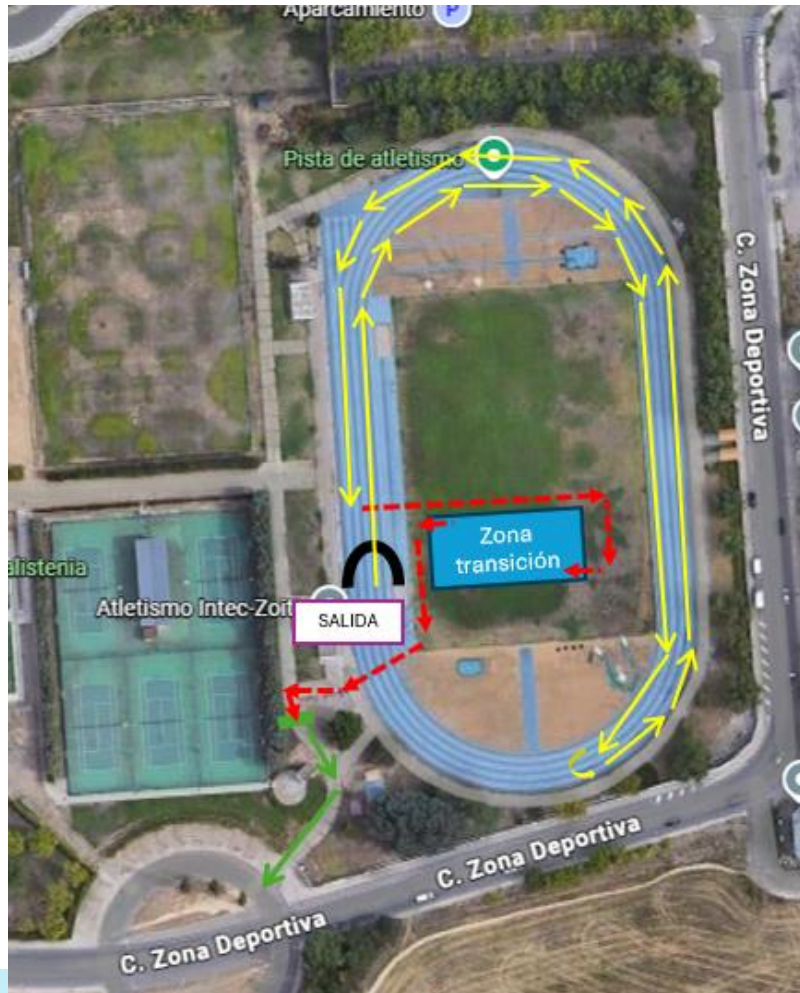 Aparcamiento
P
Pista de atletismo
C. Zona Deportiva
Zona
transición
alistenia
Atletismo Intec-Zoit
SALIDA
C. Zona Deportiva
C. Zona Deportiva